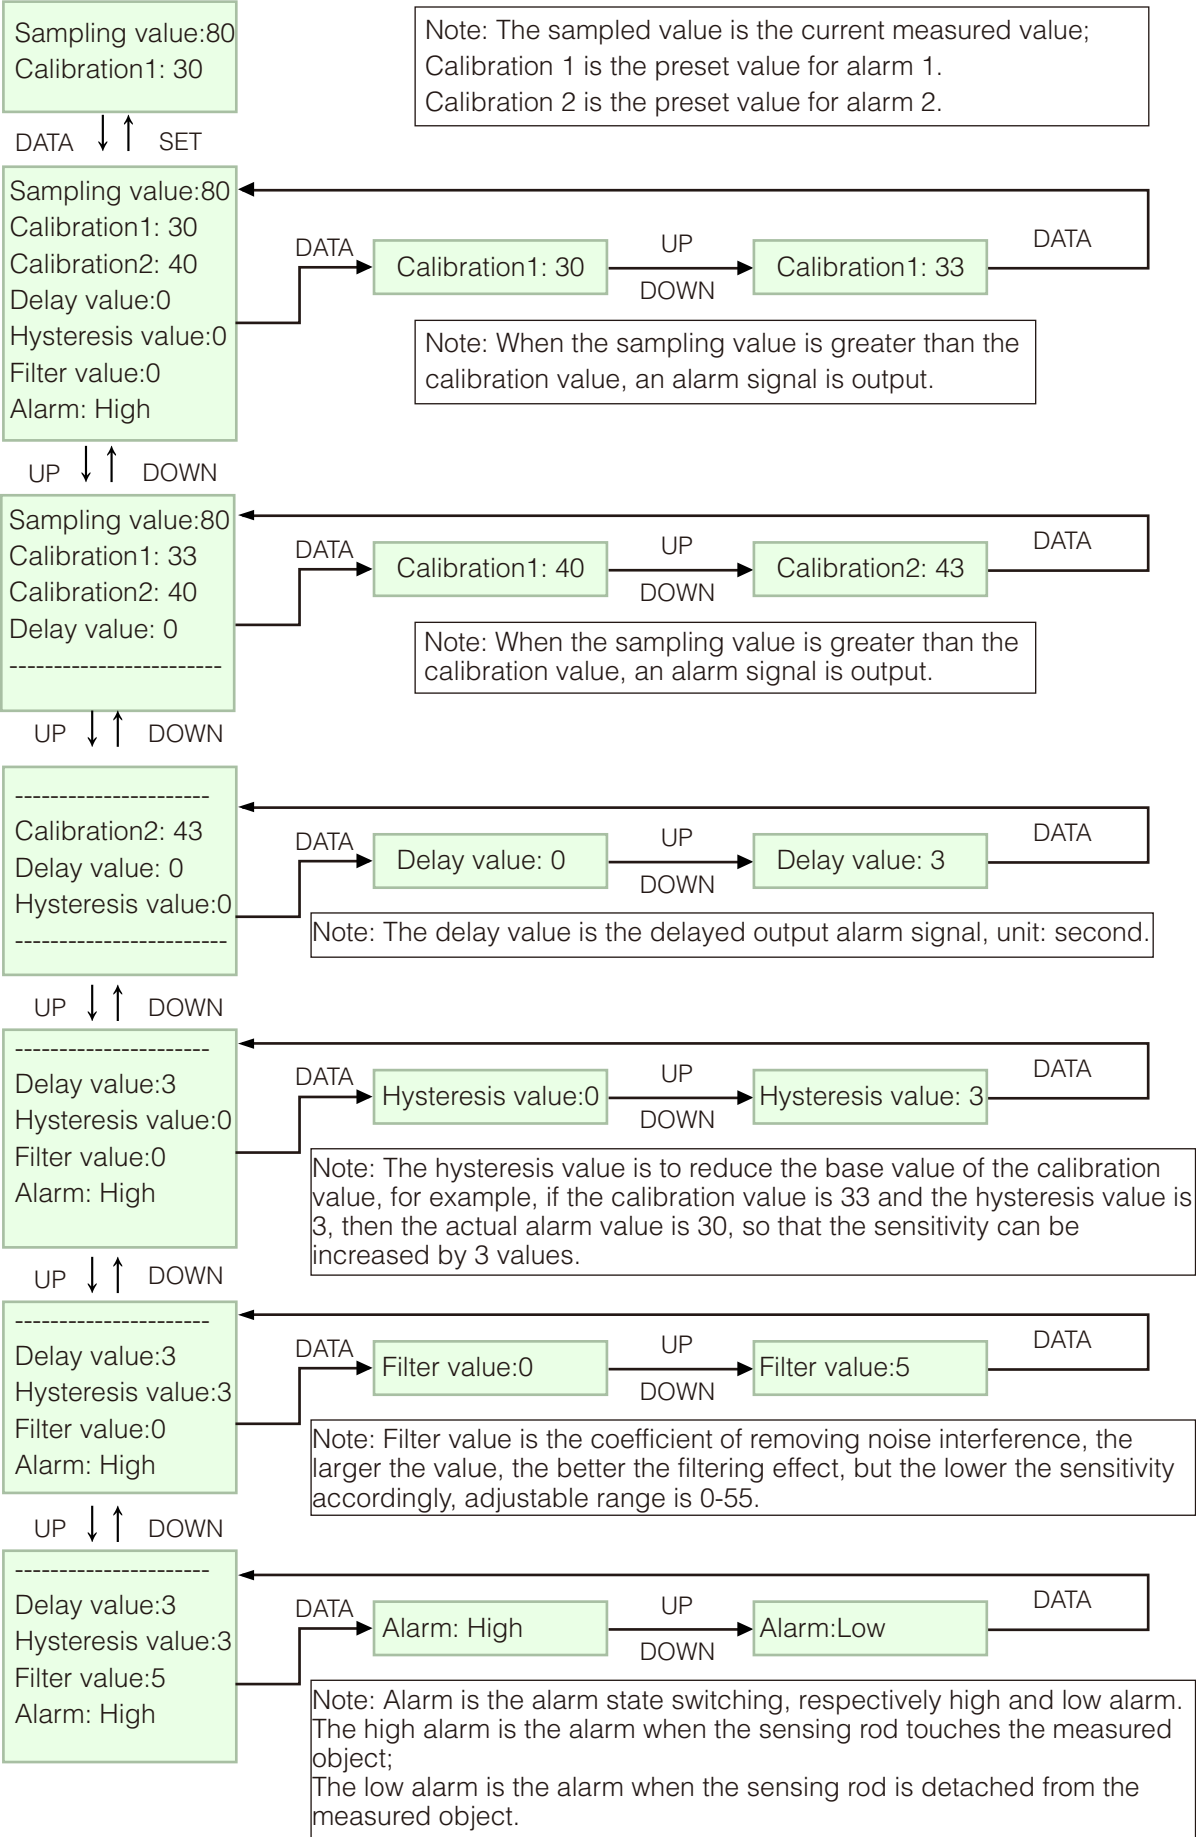 Sampling value:80
Calibration1: 30
Note: The sampled value is the current measured value;
Calibration 1 is the preset value for alarm 1.
Calibration 2 is the preset value for alarm 2.
DATA SET
Sampling value:80
Calibration1: 30
Calibration2: 40
Delay value:0
Hysteresis value:0
Filter value:0
Alarm: High
DATA
Calibration1: 30
UP
DOWN
Calibration1: 33
DATA
Note: When the sampling value is greater than the
calibration value, an alarm signal is output.
UP DOWN
Sampling value:80
Calibration1: 33
Calibration2: 40
Delay value: 0
-----------------------
DATA
Calibration1: 40
UP
DOWN
Calibration2: 43
DATA
Note: When the sampling value is greater than the
calibration value, an alarm signal is output.
UP DOWN
----------------------
Calibration2: 43
Delay value: 0
Hysteresis value:0
------------------------
DATA
Delay value: 0
UP
DOWN
Delay value: 3
DATA
Note: The delay value is the delayed output alarm signal, unit: second.
UP DOWN
----------------------
Delay value:3
Hysteresis value:0
Filter value:0
Alarm: High
DATA
Hysteresis value:0
UP
DOWN
Hysteresis value: 3
DATA
Note: The hysteresis value is to reduce the base value of the calibration
value, for example, if the calibration value is 33 and the hysteresis value is
3, then the actual alarm value is 30, so that the sensitivity can be
increased by 3 values.
UP DOWN
----------------------
Delay value:3
Hysteresis value:3
Filter value:0
Alarm: High
DATA
Filter value:0
UP
DOWN
Filter value:5
DATA
Note: Filter value is the coefficient of removing noise interference, the
larger the value, the better the filtering effect, but the lower the sensitivity
accordingly, adjustable range is 0-55.
UP DOWN
----------------------
Delay value:3
Hysteresis value:3
Filter value:5
Alarm: High
DATA
Alarm: High
UP
DOWN
Alarm:Low
DATA
Note: Alarm is the alarm state switching, respectively high and low alarm.
The high alarm is the alarm when the sensing rod touches the measured
object;
The low alarm is the alarm when the sensing rod is detached from the
measured object.